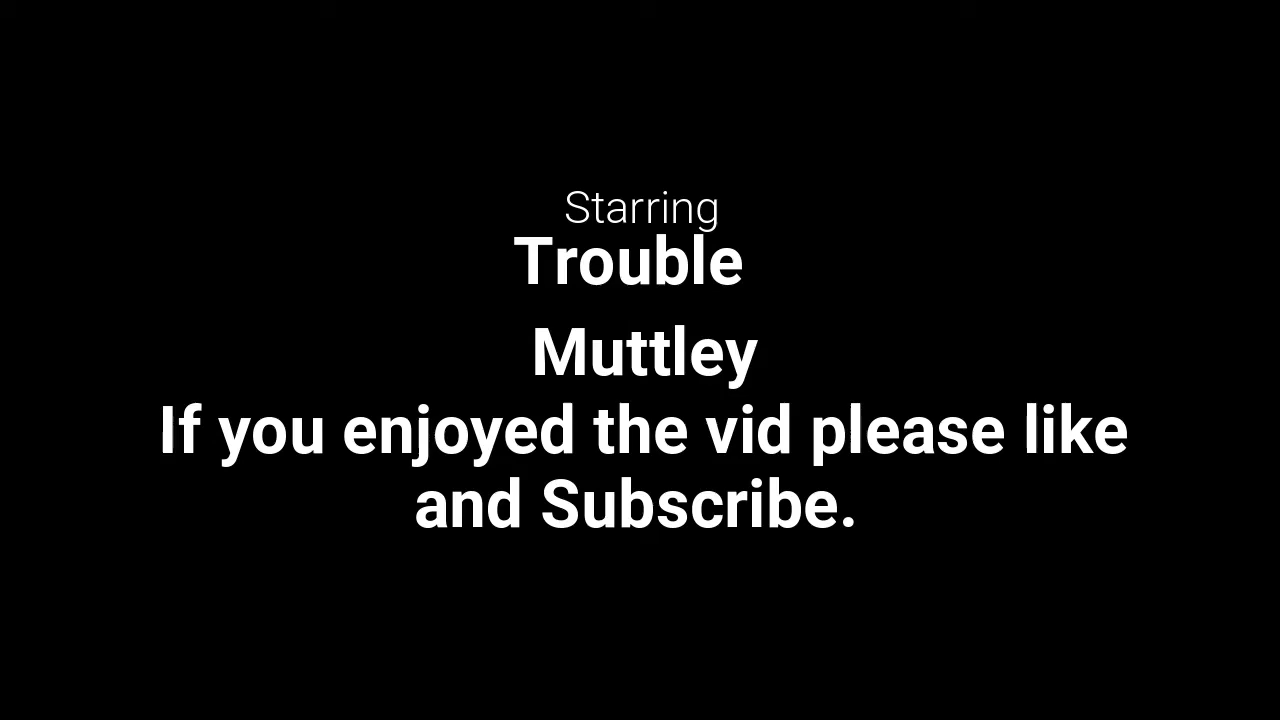 Starring
Trouble
Muttley
If you enjoyed the vid please like
and Subscribe.